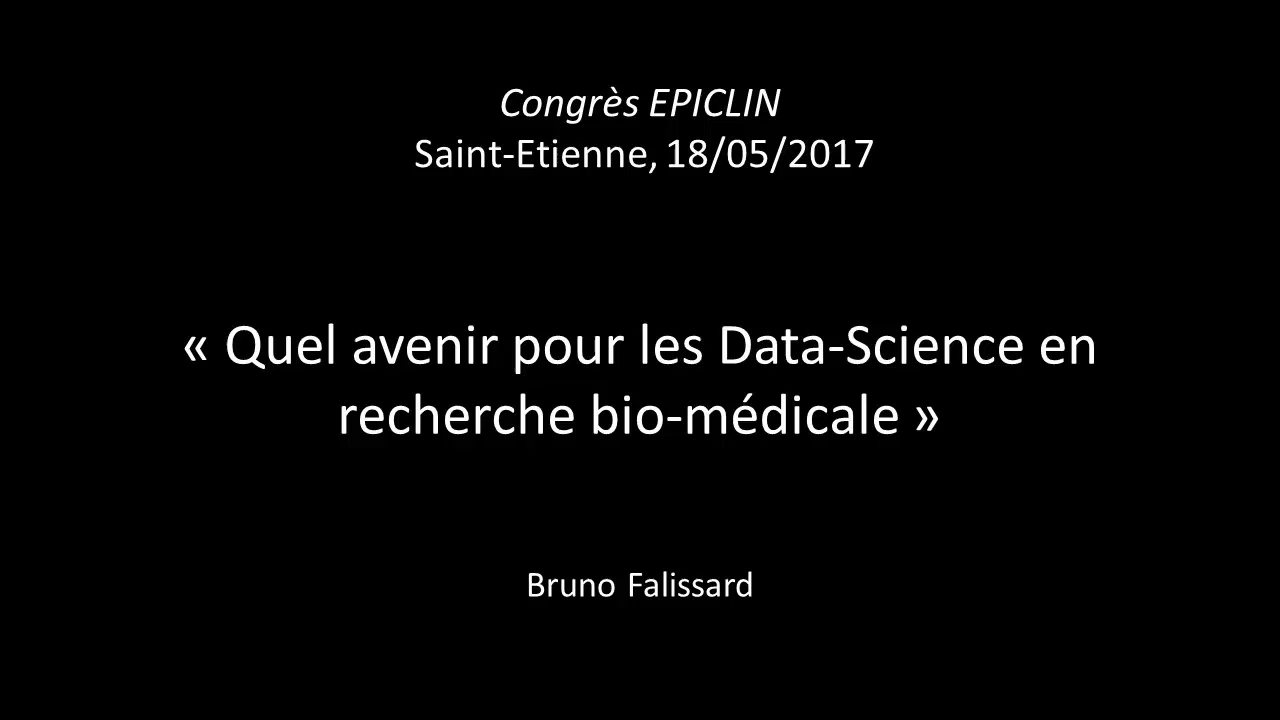 Congrès EPICLIN
Saint-Etienne, 18/05/2017
« Quel avenir pour les Data-Science en
recherche bio-médicale »
Bruno Falissard